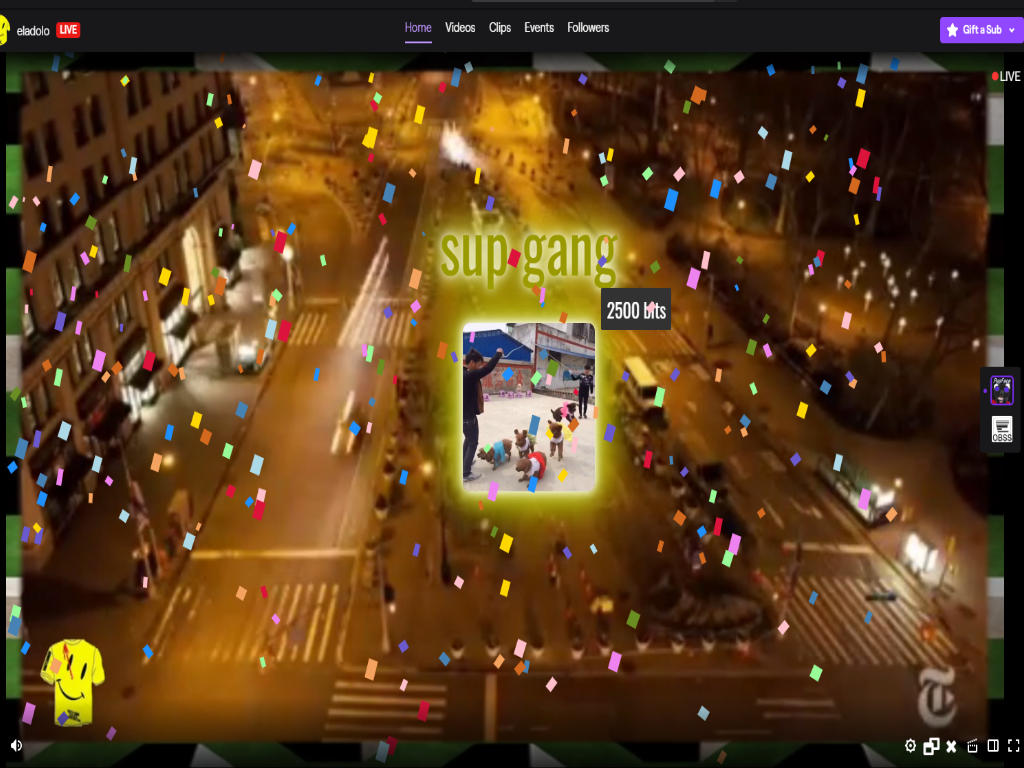 eladolo
LIVE
Home
Videos
Clips
Events
Followers
Gift a Sub
LIVE
sup gang
2500 bits
OBSS
T